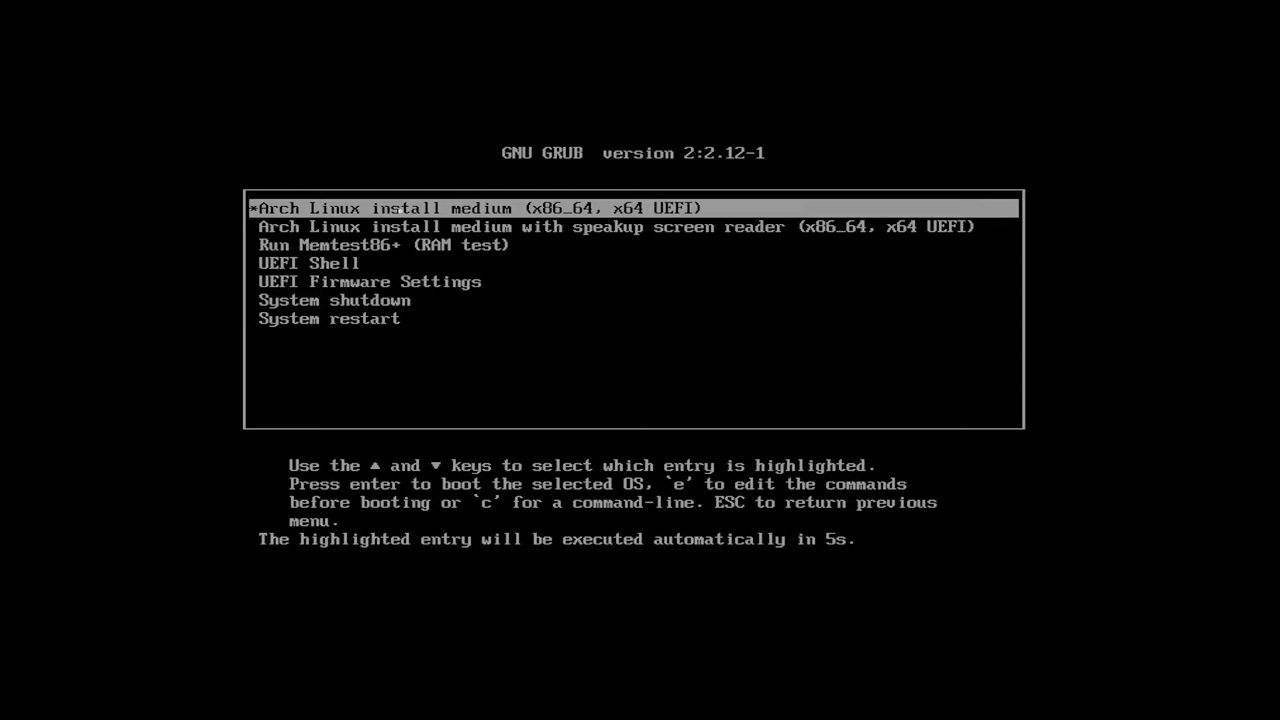 GNU GRUB  version 2:2.12-1
*Arch Linux install medium (x86_64, x64 UEFI)
Arch Linux install medium with speakup screen reader (x86_64, x64 UEFI)
Run Memtest86+ (RAM test)
UEFI Shell
UEFI Firmware Settings
System shutdown
System restart
Use the ▲ and ▼ keys to select which entry is highlighted.
Press enter to boot the selected OS, `e' to edit the commands
before booting or `c' for a command-line. ESC to return previous
menu.
The highlighted entry will be executed automatically in 5s.